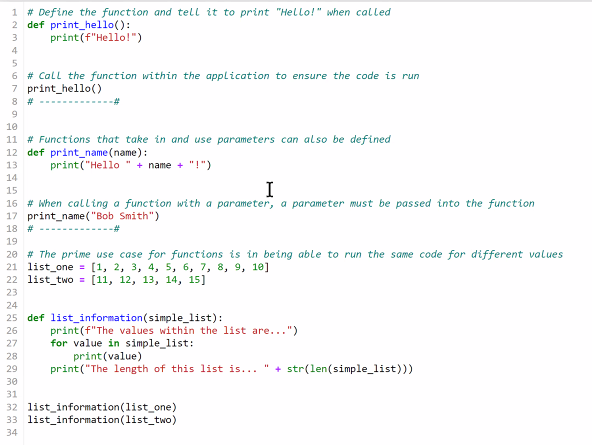 1 # Define the function and tell it to print "Hello!" when called
2 def print_hello():
3     print(f"Hello!")
4
5
6 # Call the function within the application to ensure the code is run
7 print_hello()
8 # -------------#
9
10
11 # Functions that take in and use parameters can also be defined
12 def print_name(name):
13     print("Hello " + name + "!")
14
15
16 # When calling a function with a parameter, a parameter must be passed into the function
17 print_name("Bob Smith")
18 # -------------#
19
20 # The prime use case for functions is in being able to run the same code for different values
21 list_one = [1, 2, 3, 4, 5, 6, 7, 8, 9, 10]
22 list_two = [11, 12, 13, 14, 15]
23
24
25 def list_information(simple_list):
26     print(f"The values within the list are...")
27     for value in simple_list:
28         print(value)
29     print("The length of this list is... " + str(len(simple_list)))
30
31
32 list_information(list_one)
33 list_information(list_two)
34